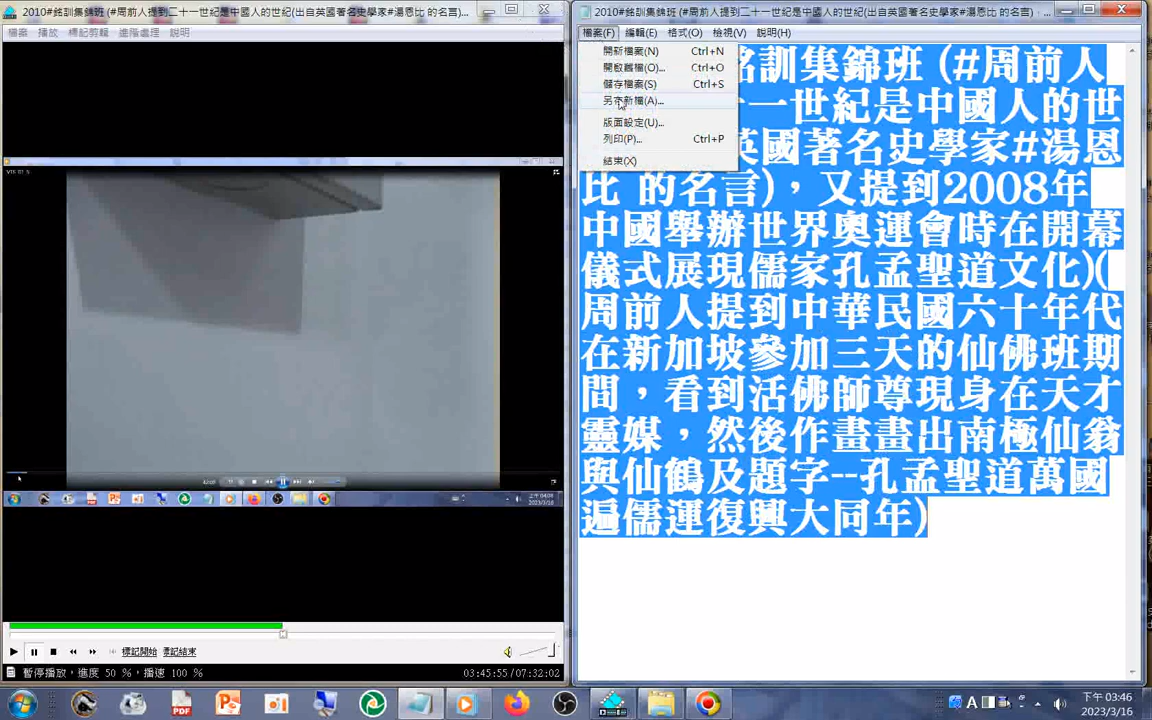 2010#銘訓集錦班 (#周前人提到二十一世紀是中國人的世紀(出自英國著名史學家#湯恩比 的名言)...
檔案 播放 標記剪輯 進階處理 說明
暫停播放，進度 50 %，播速 100 %
標記開始 標記結束
03:45:55/07:32:02
2010#銘訓集錦班 (#周前人提到二十一世紀是中國人的世紀(出自英國著名史學家#湯恩比 的名言)，...
檔案(F) 編輯(E) 格式(O) 檢視(V) 說明(H)
開新檔案(N) Ctrl+N
開啟舊檔(O)... Ctrl+O
儲存檔案(S) Ctrl+S
另存新檔(A)...
版面設定(U)...
列印(P)... Ctrl+P
結束(X)
訓集錦班 (#周前人
十一世紀是中國人的世
英國著名史學家#湯恩
比 的名言)，又提到2008年
中國舉辦世界奧運會時在開幕
儀式展現儒家孔孟聖道文化)(
周前人提到中華民國六十年代
在新加坡參加三天的仙佛班期
間，看到活佛師尊現身在天才
靈媒，然後作畫畫出南極仙翁
與仙鶴及題字--孔孟聖道萬國
遍儒運復興大同年)
下午 03:46
2023/3/16